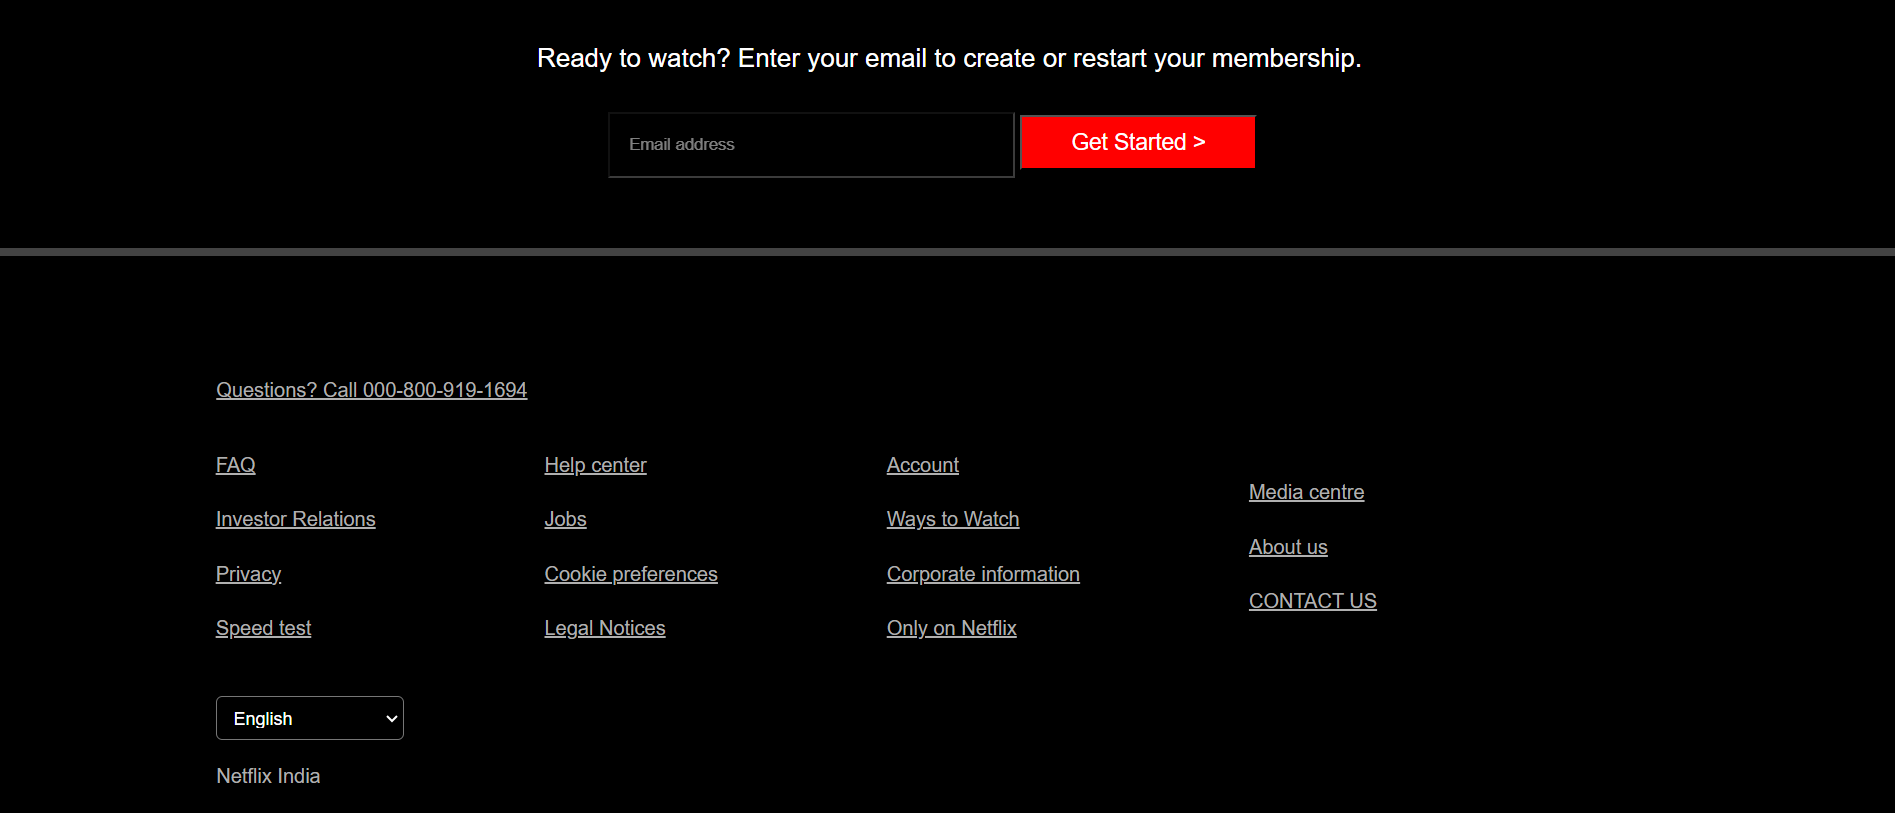 Ready to watch? Enter your email to create or restart your membership.
Email address
Get Started >
Questions? Call 000-800-919-1694
FAQ
Investor Relations
Privacy
Speed test
Help center
Jobs
Cookie preferences
Legal Notices
Account
Ways to Watch
Corporate information
Only on Netflix
Media centre
About us
CONTACT US
English
Netflix India